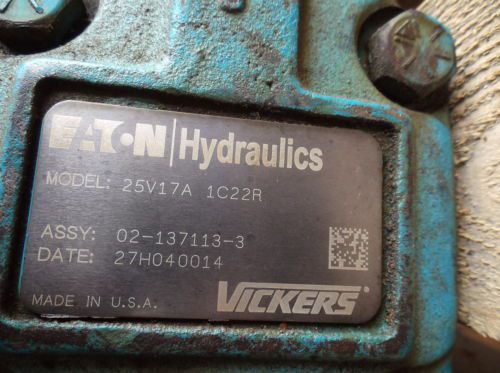 EATON Hydraulics
MODEL: 25V17A 1C22R
ASSY: 02-137113-3
DATE: 27H040014
MADE IN U.S.A.
VICKERS